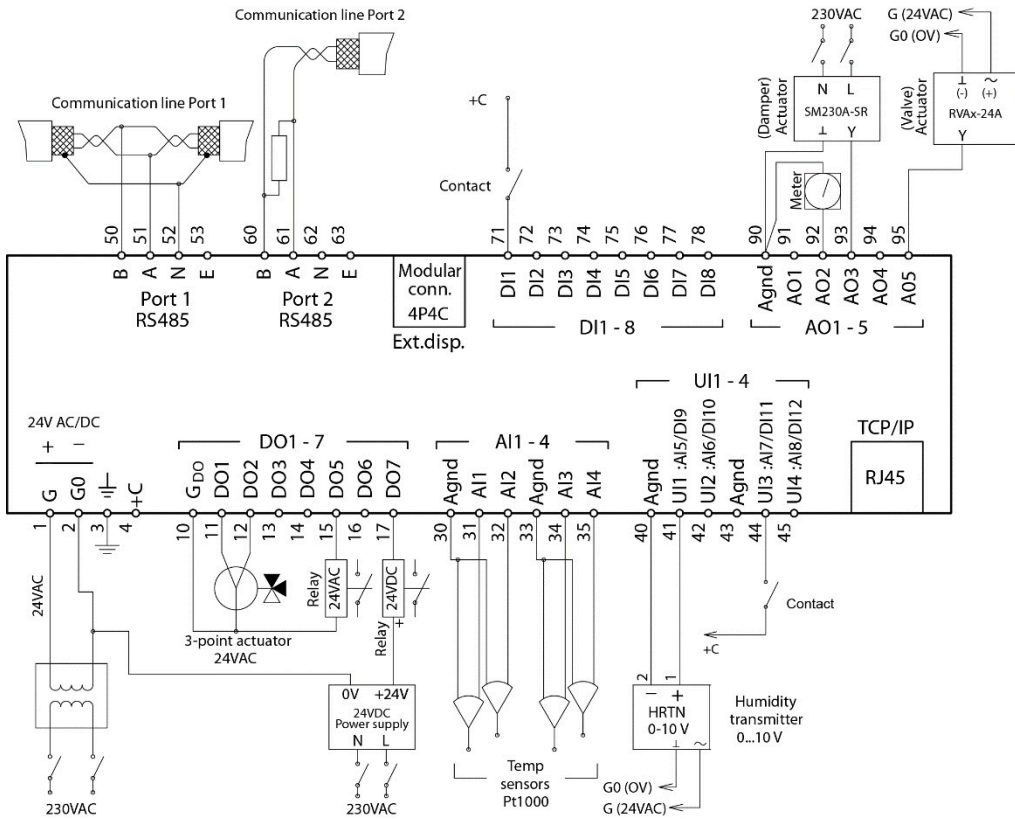 Communication line Port 2
Communication line Port 1
+C
Contact
230VAC
G (24VAC)
G0 (OV)
N L
SM230A-SR
⊥ Y
(Damper)
Actuator
⊥ ~
(-) (+)
RVAx-24A
Y
(Valve)
Actuator
Meter
50 51 52 53
60 61 62 63
71 72 73 74 75 76 77 78
90 91 92 93 94 95
B A N E
Port 1
RS485
B A N E
Port 2
RS485
Modular
conn.
4P4C
Ext.disp.
DI1 DI2 DI3 DI4 DI5 DI6 DI7 DI8
DI1 - 8
Agnd AO1 AO2 AO3 AO4 A05
AO1 - 5
24V AC/DC
+ −
G G0 ⏚ +C
1 2 3 4
DO1 - 7
GDO DO1 DO2 DO3 DO4 DO5 DO6 DO7
10 11 12 13 14 15 16 17
AI1 - 4
Agnd AI1 AI2 Agnd AI3 AI4
30 31 32 33 34 35
UI1 - 4
Agnd
UI1 :AI5/DI9
UI2 :AI6/DI10
Agnd
UI3 :AI7/DI11
UI4 :AI8/DI12
40 41 42 43 44 45
TCP/IP
RJ45
24VAC
230VAC
3-point actuator
24VAC
Relay
24VAC
Relay
24VDC
+
0V +24V
24VDC
Power supply
N L
230VAC
Temp
sensors
Pt1000
Contact
+C
2 1
− +
HRTN
0-10 V
⊥ ~
Humidity
transmitter
0...10 V
G0 (OV)
G (24VAC)